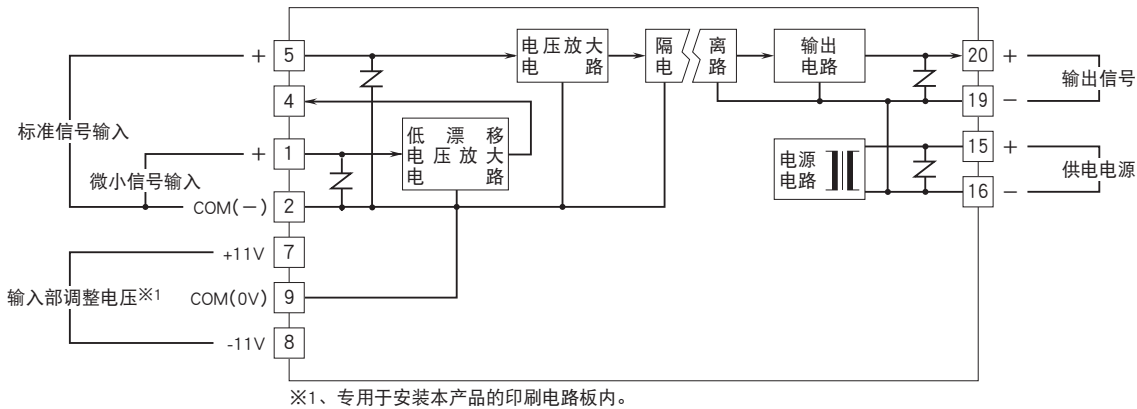 电压放大
电路
隔离
电路
输出
电路
+ 5
20 +
输出信号
4
19 −
标准信号输入
低漂移
电压放大
电路
+ 1
15 +
电源
电路
供电电源
微小信号输入
16 −
COM(−) 2
+11V 7
输入部调整电压※1
COM(0V) 9
-11V 8
※1、专用于安装本产品的印刷电路板内。